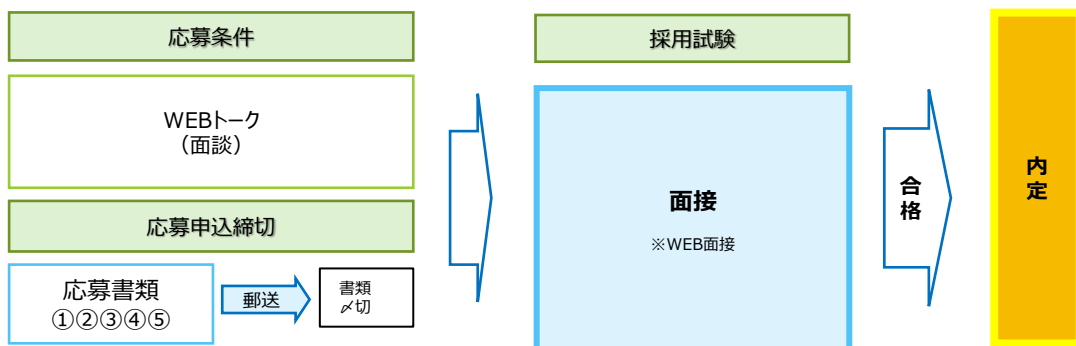 応募条件
WEBトーク
（面談）
応募申込締切
応募書類
①②③④⑤
郵送
書類
〆切
採用試験
面接
※WEB面接
合格
内定